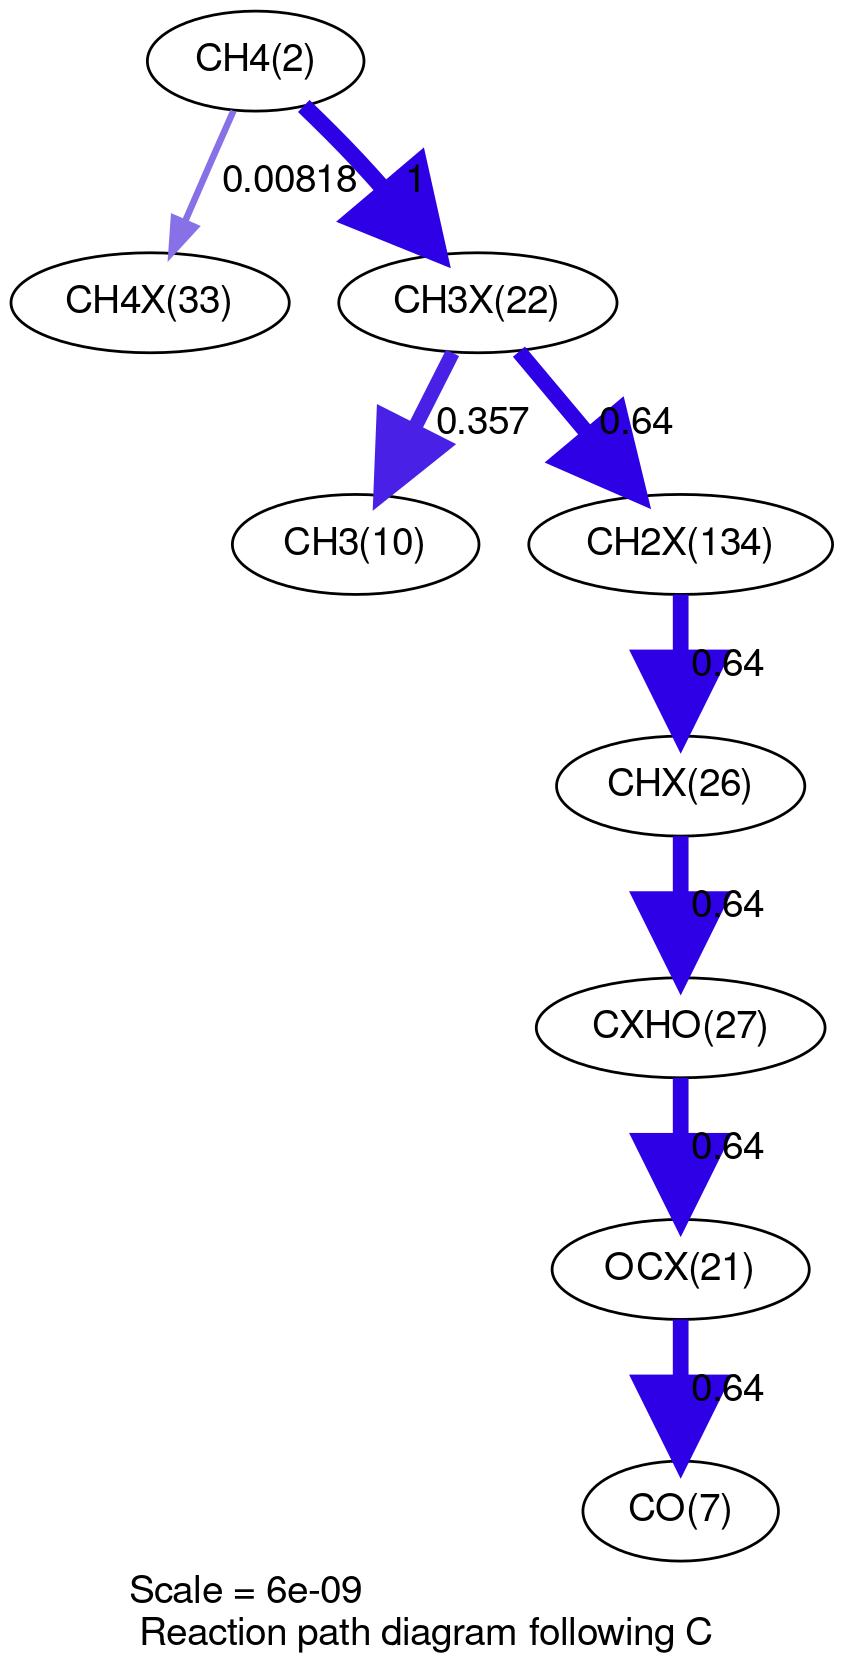 CH4(2)
0.00818
1
CH4X(33)
CH3X(22)
0.357
0.64
CH3(10)
CH2X(134)
0.64
CHX(26)
0.64
CXHO(27)
0.64
OCX(21)
0.64
CO(7)
Scale = 6e-09
Reaction path diagram following C